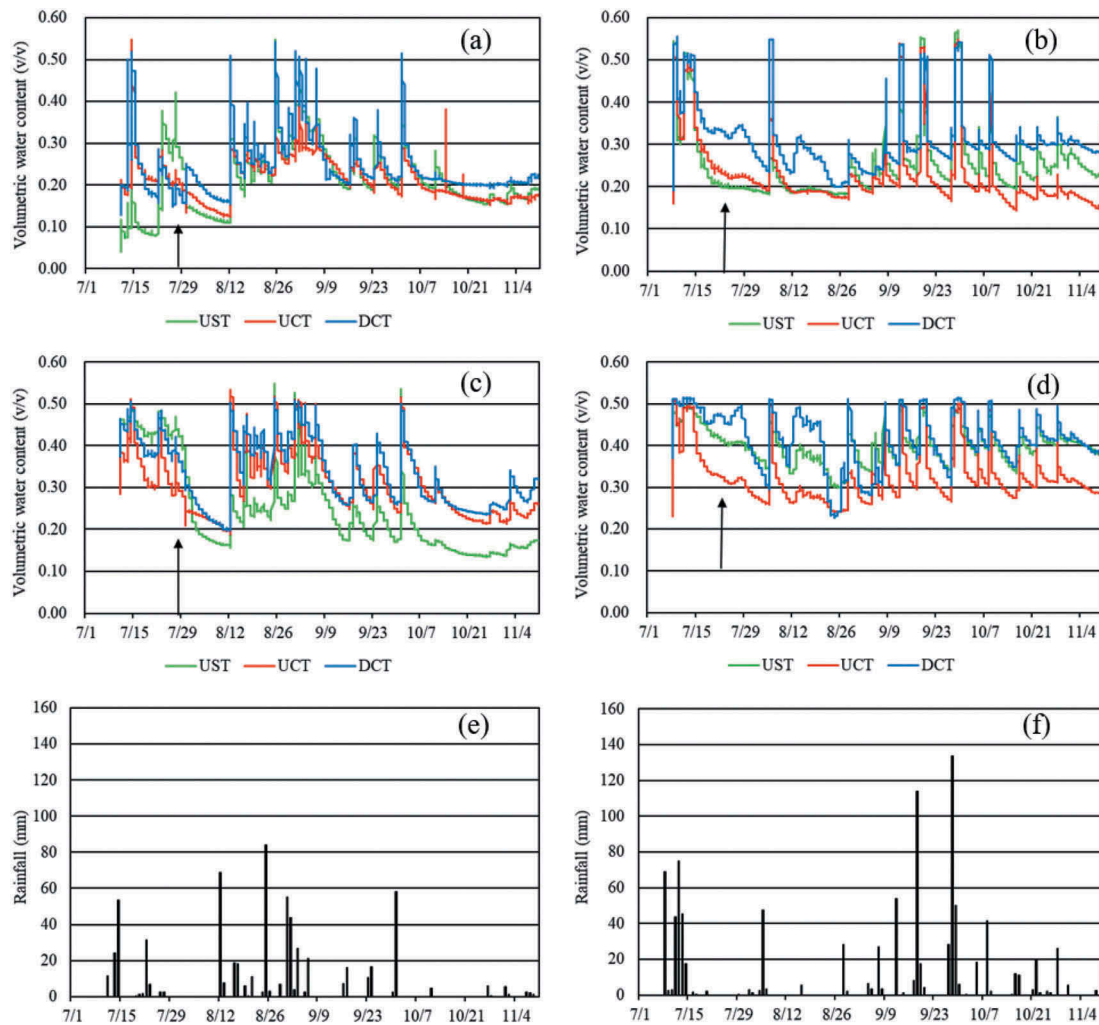 (a)
Volumetric water content (v/v)
0.60
0.50
0.40
0.30
0.20
0.10
0.00
7/1 7/15 7/29 8/12 8/26 9/9 9/23 10/7 10/21 11/4
UST UCT DCT
(b)
Volumetric water content (v/v)
0.60
0.50
0.40
0.30
0.20
0.10
0.00
7/1 7/15 7/29 8/12 8/26 9/9 9/23 10/7 10/21 11/4
UST UCT DCT
(c)
Volumetric water content (v/v)
0.60
0.50
0.40
0.30
0.20
0.10
0.00
7/1 7/15 7/29 8/12 8/26 9/9 9/23 10/7 10/21 11/4
UST UCT DCT
(d)
Volumetric water content (v/v)
0.60
0.50
0.40
0.30
0.20
0.10
0.00
7/1 7/15 7/29 8/12 8/26 9/9 9/23 10/7 10/21 11/4
UST UCT DCT
(e)
Rainfall (mm)
160
140
120
100
80
60
40
20
0
7/1 7/15 7/29 8/12 8/26 9/9 9/23 10/7 10/21 11/4
(f)
Rainfall (mm)
160
140
120
100
80
60
40
20
0
7/1 7/15 7/29 8/12 8/26 9/9 9/23 10/7 10/21 11/4